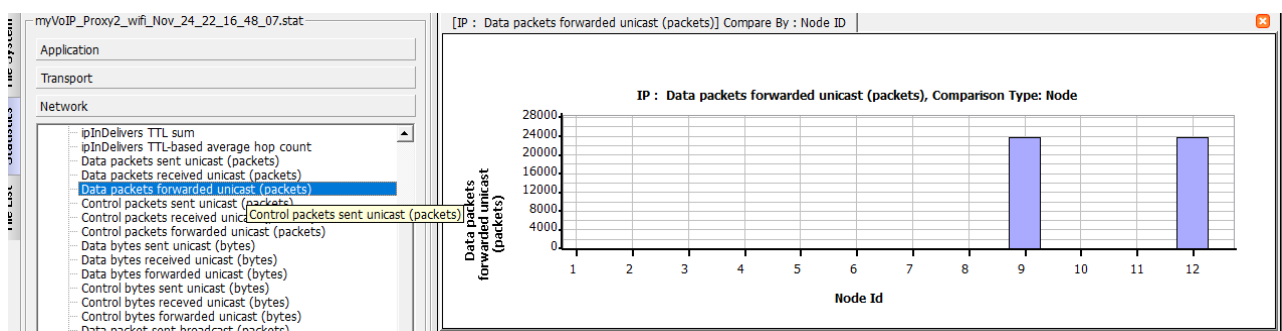 myVoIP_Proxy2_wifi_Nov_24_22_16_48_07.stat
Application
Transport
Network
Statistics
ipInDelivers TTL sum
ipInDelivers TTL-based average hop count
Data packets sent unicast (packets)
Data packets received unicast (packets)
Data packets forwarded unicast (packets)
Control packets sent unicast (packets)
Control packets sent unicast (packets)
Control packets received unica
Control packets forwarded unicast (packets)
Data bytes sent unicast (bytes)
Data bytes received unicast (bytes)
Data bytes forwarded unicast (bytes)
Control bytes sent unicast (bytes)
Control bytes receved unicast (bytes)
Control bytes forwarded unicast (bytes)
Data packet sent broadcast (packets)
[IP : Data packets forwarded unicast (packets)] Compare By : Node ID
IP : Data packets forwarded unicast (packets), Comparison Type: Node
Data packets
forwarded unicast
(packets)
28000
24000
20000
16000
12000
8000
4000
0
1 2 3 4 5 6 7 8 9 10 11 12
Node Id